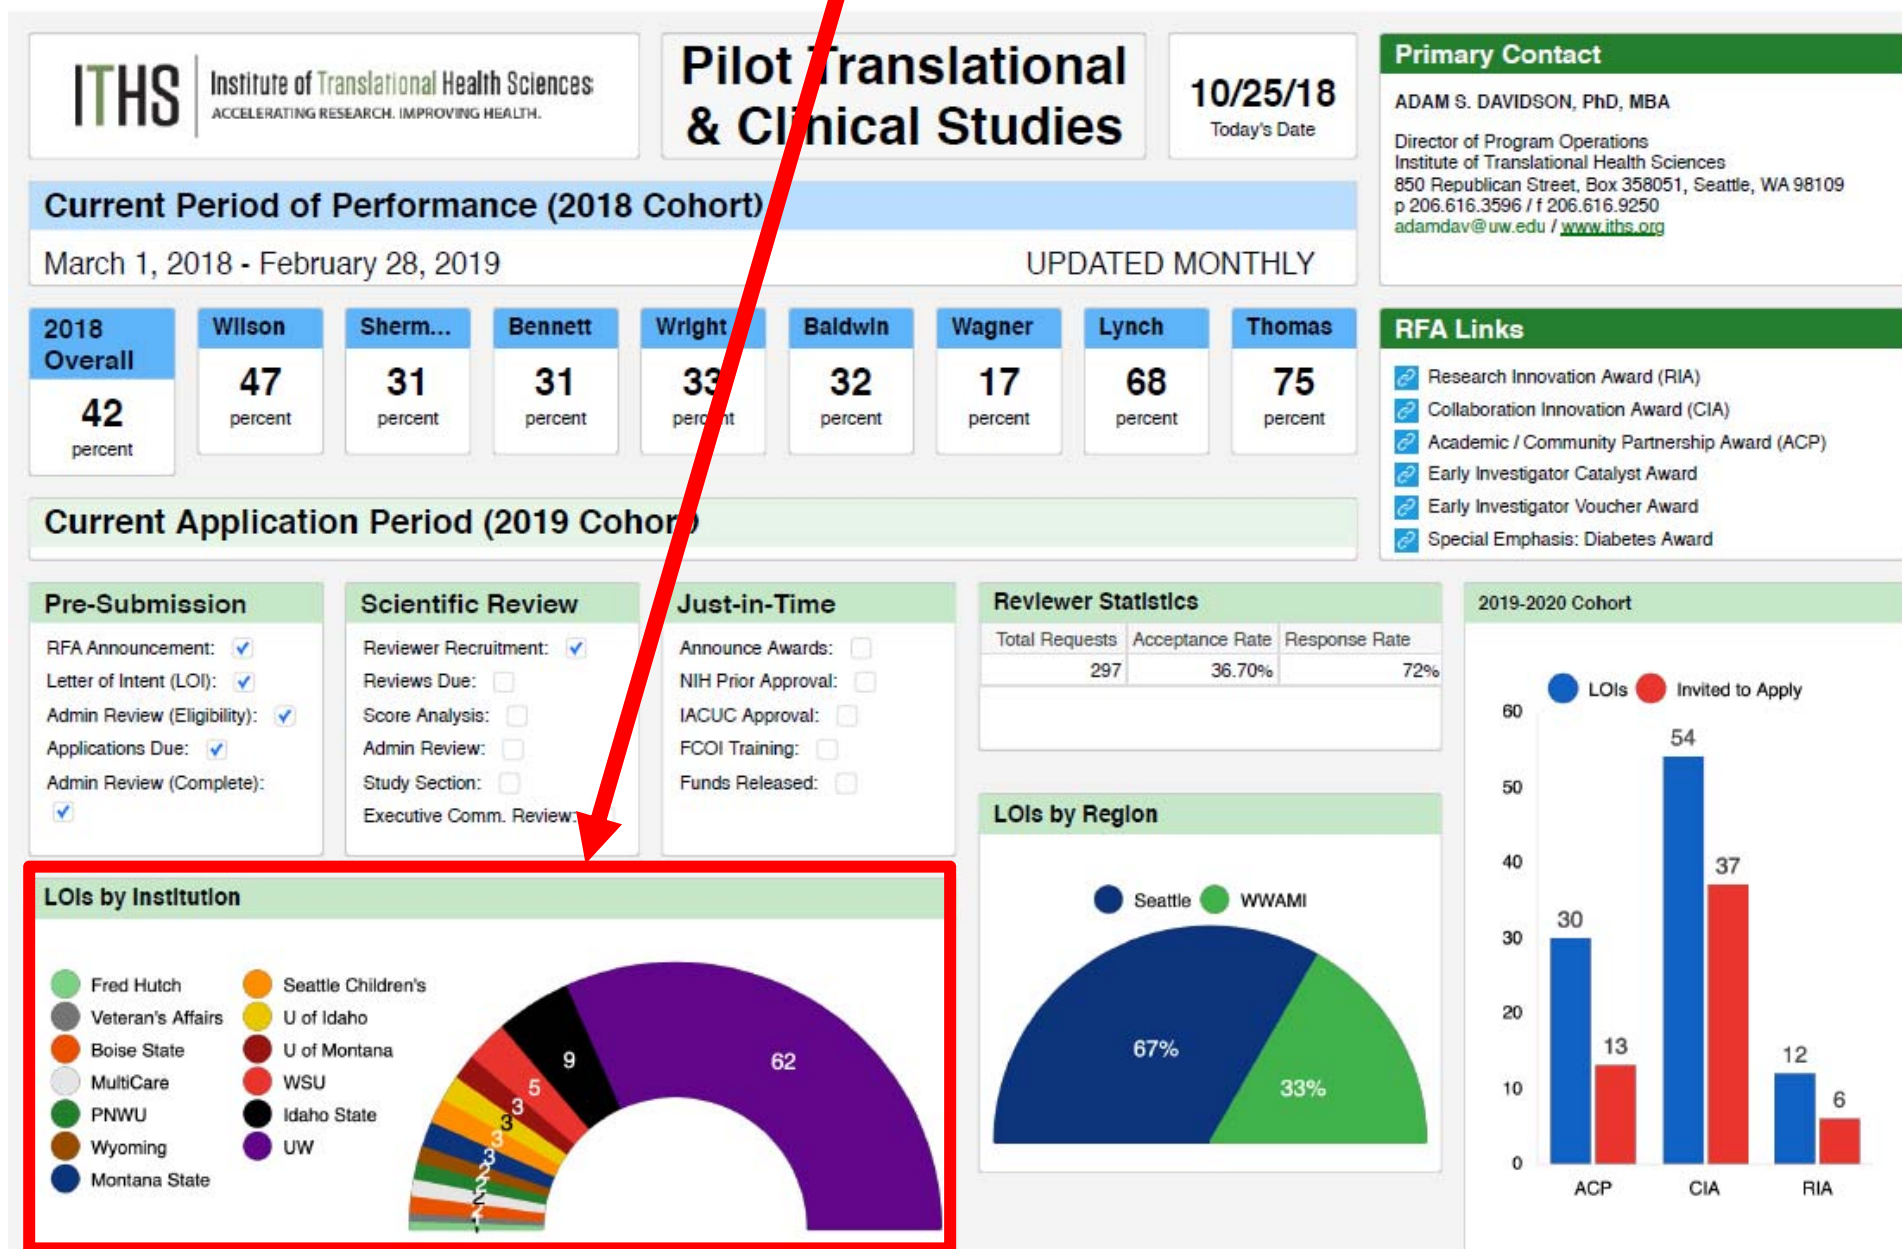 ITHS
Institute of Translational Health Sciences
ACCELERATING RESEARCH. IMPROVING HEALTH.
Pilot Translational
& Clinical Studies
10/25/18
Today's Date
Primary Contact
ADAM S. DAVIDSON, PhD, MBA
Director of Program Operations
Institute of Translational Health Sciences
850 Republican Street, Box 358051, Seattle, WA 98109
p 206.616.3596 / f 206.616.9250
adamdav@uw.edu / www.iths.org
Current Period of Performance (2018 Cohort)
March 1, 2018 - February 28, 2019
UPDATED MONTHLY
2018
Overall
42
percent
Wilson
47
percent
Sherm...
31
percent
Bennett
31
percent
Wright
33
percent
Baldwin
32
percent
Wagner
17
percent
Lynch
68
percent
Thomas
75
percent
RFA Links
Research Innovation Award (RIA)
Collaboration Innovation Award (CIA)
Academic / Community Partnership Award (ACP)
Early Investigator Catalyst Award
Early Investigator Voucher Award
Special Emphasis: Diabetes Award
Current Application Period (2019 Cohort)
Pre-Submission
RFA Announcement:
Letter of Intent (LOI):
Admin Review (Eligibility):
Applications Due:
Admin Review (Complete):
Scientific Review
Reviewer Recruitment:
Reviews Due:
Score Analysis:
Admin Review:
Study Section:
Executive Comm. Review:
Just-in-Time
Announce Awards:
NIH Prior Approval:
IACUC Approval:
FCOI Training:
Funds Released:
Reviewer Statistics
Total Requests Acceptance Rate Response Rate
297 36.70% 72%
LOIs by Region
Seattle WWAMI
67%
33%
2019-2020 Cohort
LOIs Invited to Apply
60
50
40
30
20
10
0
30
13
54
37
12
6
ACP CIA RIA
LOIs by Institution
Fred Hutch
Veteran's Affairs
Boise State
MultiCare
PNWU
Wyoming
Montana State
Seattle Children's
U of Idaho
U of Montana
WSU
Idaho State
UW
62
9
5
3
3
3
3
2
2
2
2